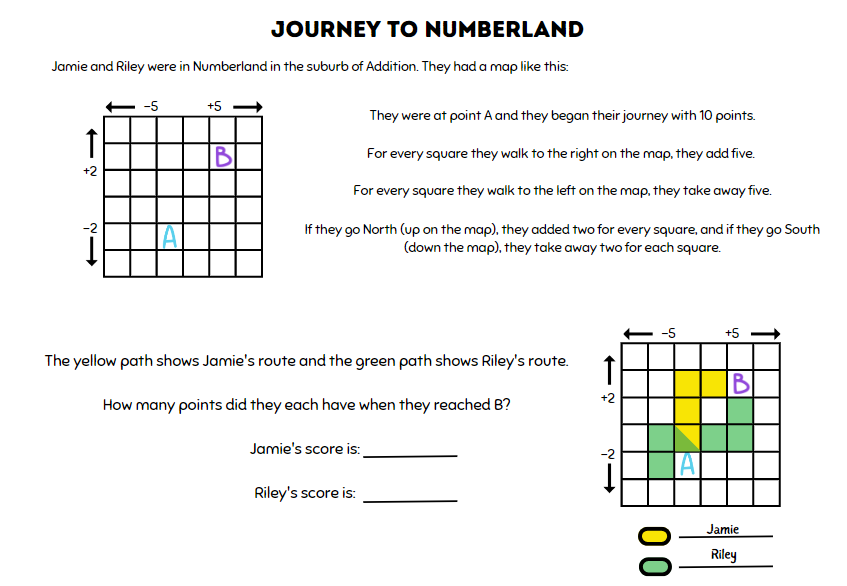 JOURNEY TO NUMBERLAND
Jamie and Riley were in Numberland in the suburb of Addition. They had a map like this:
-5 +5
+2
-2
B
A
They were at point A and they began their journey with 10 points.
For every square they walk to the right on the map, they add five.
For every square they walk to the left on the map, they take away five.
If they go North (up on the map), they added two for every square, and if they go South
(down the map), they take away two for each square.
The yellow path shows Jamie's route and the green path shows Riley's route.
How many points did they each have when they reached B?
Jamie's score is:
Riley's score is:
-5 +5
+2
-2
B
A
Jamie
Riley